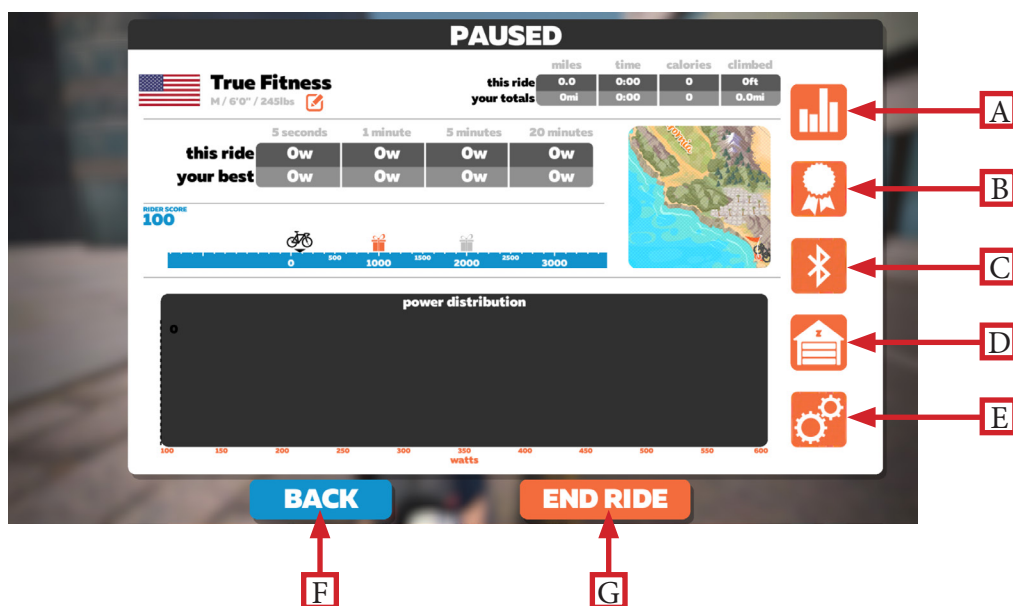 PAUSED
True Fitness
M / 6'0" / 245lbs
miles time calories climbed
this ride 0.0 0:00 0 0ft
your totals 0mi 0:00 0 0.0mi
A
5 seconds 1 minute 5 minutes 20 minutes
this ride 0w 0w 0w 0w
your best 0w 0w 0w 0w
California
B
RIDER SCORE
100
0 500 1000 1500 2000 2500 3000
C
power distribution
0
Z
D
E
100 150 200 250 300 350 400 450 500 550 600
watts
BACK
END RIDE
F
G